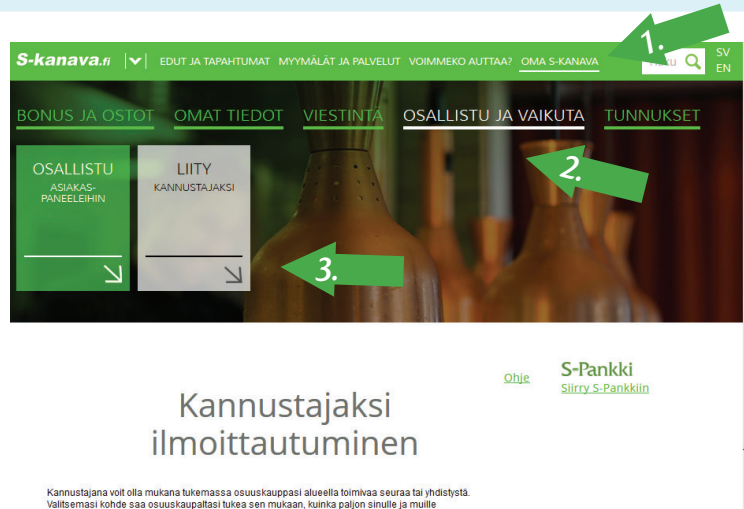 1.
S-kanava.fi EDUT JA TAPAHTUMAT MYYMÄLÄT JA PALVELUT VOIMMEKO AUTTAA? OMA S-KANAVA SV
EN
BONUS JA OSTOT OMAT TIEDOT VIESTINTÄ OSALLISTU JA VAIKUTA TUNNUKSET
OSALLISTU
ASIAKAS-
PANEELEIHIN
LIITY
KANNUSTAJAKSI
2.
3.
Ohje
S-Pankki
Siirry S-Pankkiin
Kannustajaksi
ilmoittautuminen
Kannustajana voit olla mukana tukemassa osuuskauppasi alueella toimivaa seuraa tai yhdistystä.
Valitsemasi kohde saa osuuskaupaltasi tukea sen mukaan, kuinka paljon sinulle ja muille